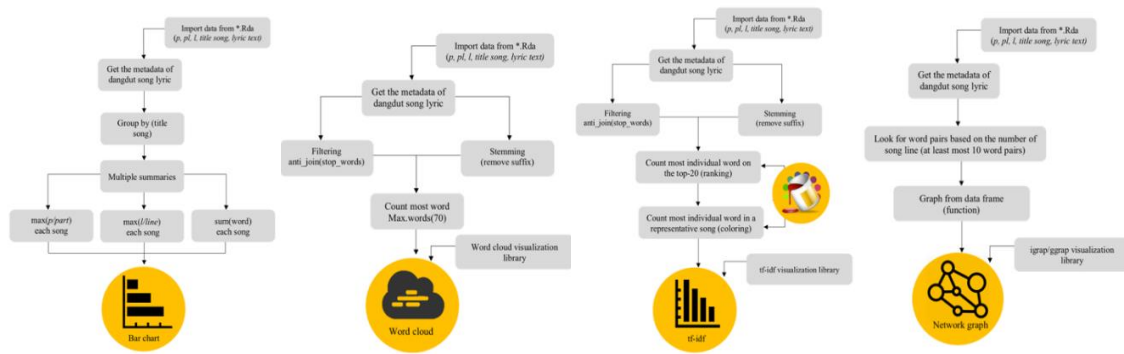 Import data from *.Rda
(p, pl, l, title song, lyric text)
Get the metadata of
dangdut song lyric
Group by (title
song)
Multiple summaries
max(p/part)
each song
max(l/line)
each song
sum(word)
each song
Bar chart
Import data from *.Rda
(p, pl, l, title song, lyric text)
Get the metadata of
dangdut song lyric
Filtering
anti_join(stop_words)
Stemming
(remove suffix)
Count most word
Max.words(70)
Word cloud visualization
library
Word cloud
Import data from *.Rda
(p, pl, l, title song, lyric text)
Get the metadata of
dangdut song lyric
Filtering
anti_join(stop_words)
Stemming
(remove suffix)
Count most individual word on
the top-20 (ranking)
Count most individual word in a
representative song (coloring)
tf-idf visualization library
tf-idf
Import data from *.Rda
(p, pl, l, title song, lyric text)
Get the metadata of
dangdut song lyric
Look for word pairs based on the number of
song line (at least most 10 word pairs)
Graph from data frame
(function)
igrap/ggrap visualization
library
Network graph